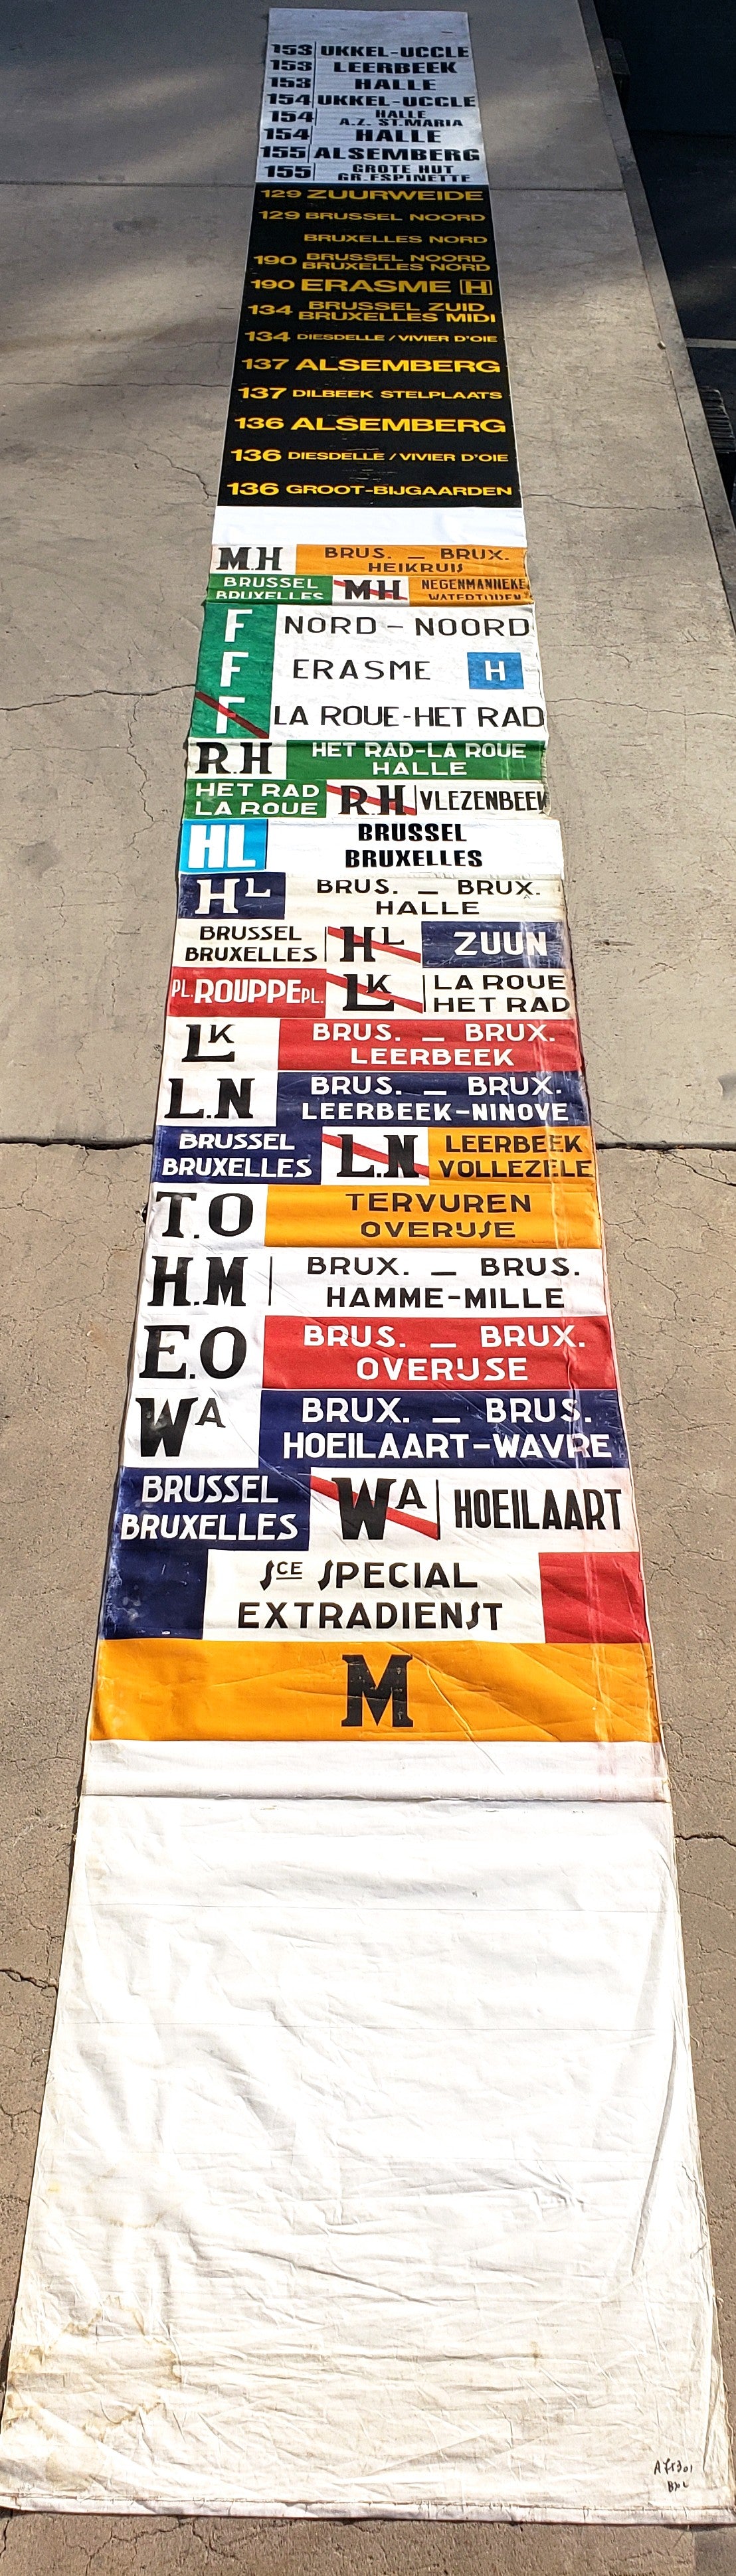 153 UKKEL-UCCLE
153 LEERBEEK
153 HALLE
154 UKKEL-UCCLE
154 HALLE
A.Z. ST.MARIA
154 HALLE
155 ALSEMBERG
155 GROTE HUT
GR.ESPINETTE
129 ZUURWEIDE
129 BRUSSEL NOORD
BRUXELLES NORD
190 BRUSSEL NOORD
BRUXELLES NORD
190 ERASME H
134 BRUSSEL ZUID
BRUXELLES MIDI
134 DIESDELLE / VIVIER D'OIE
137 ALSEMBERG
137 DILBEEK STELPLAATS
136 ALSEMBERG
136 DIESDELLE / VIVIER D'OIE
136 GROOT-BIJGAARDEN
M.H BRUS. — BRUX.
HEIKRUIS
BRUSSEL
BRUXELLES
MH
NEGENMANNEKE
F NORD - NOORD
F ERASME H
F LA ROUE-HET RAD
R.H HET RAD-LA ROUE
HALLE
HET RAD
LA ROUE
R.H
VLEZENBEEK
HL BRUSSEL
BRUXELLES
HL BRUS. — BRUX.
HALLE
BRUSSEL
BRUXELLES
HL
ZUUN
PL. ROUPPE PL.
LK
LA ROUE
HET RAD
LK BRUS. — BRUX.
LEERBEEK
L.N BRUS. — BRUX.
LEERBEEK-NINOVE
BRUSSEL
BRUXELLES
L.N
LEERBEEK
VOLLEZELE
T.O TERVUREN
OVERIJSE
H.M BRUX. — BRUS.
HAMME-MILLE
E.O BRUS. — BRUX.
OVERIJSE
WA BRUX. — BRUS.
HOEILAART-WAVRE
BRUSSEL
BRUXELLES
WA
HOEILAART
SCE SPECIAL
EXTRADIENST
M